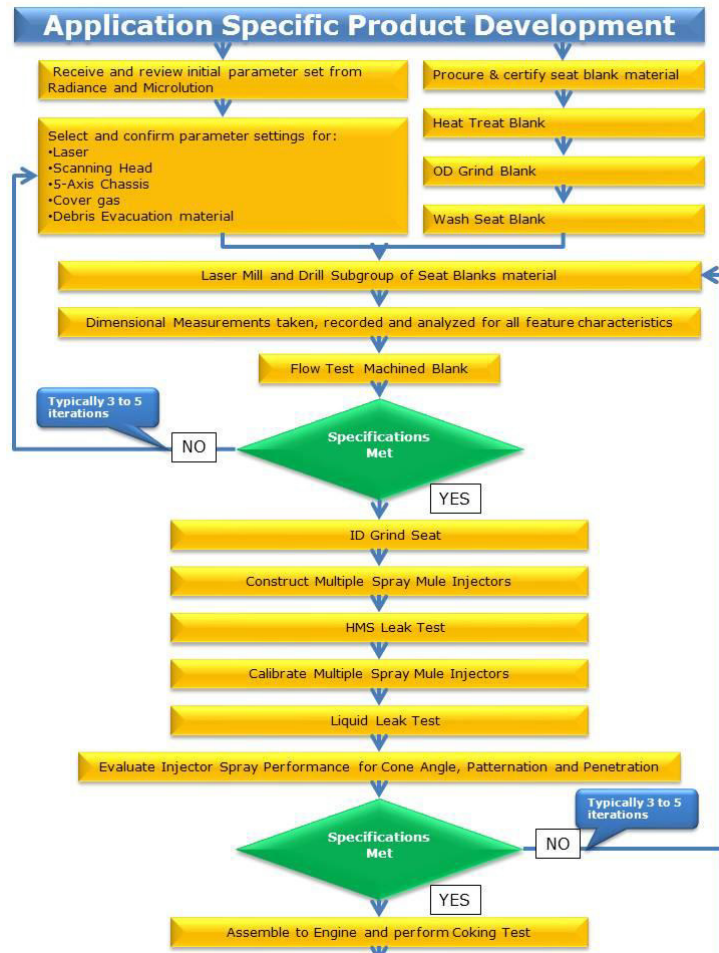 Application Specific Product Development
Receive and review initial parameter set from
Radiance and Microlution
Select and confirm parameter settings for:
•Laser
•Scanning Head
•5-Axis Chassis
•Cover gas
•Debris Evacuation material
Procure & certify seat blank material
Heat Treat Blank
OD Grind Blank
Wash Seat Blank
Laser Mill and Drill Subgroup of Seat Blanks material
Dimensional Measurements taken, recorded and analyzed for all feature characteristics
Flow Test Machined Blank
Typically 3 to 5
iterations
NO
Specifications
Met
YES
ID Grind Seat
Construct Multiple Spray Mule Injectors
HMS Leak Test
Calibrate Multiple Spray Mule Injectors
Liquid Leak Test
Evaluate Injector Spray Performance for Cone Angle, Patternation and Penetration
Specifications
Met
Typically 3 to 5
iterations
NO
YES
Assemble to Engine and perform Coking Test